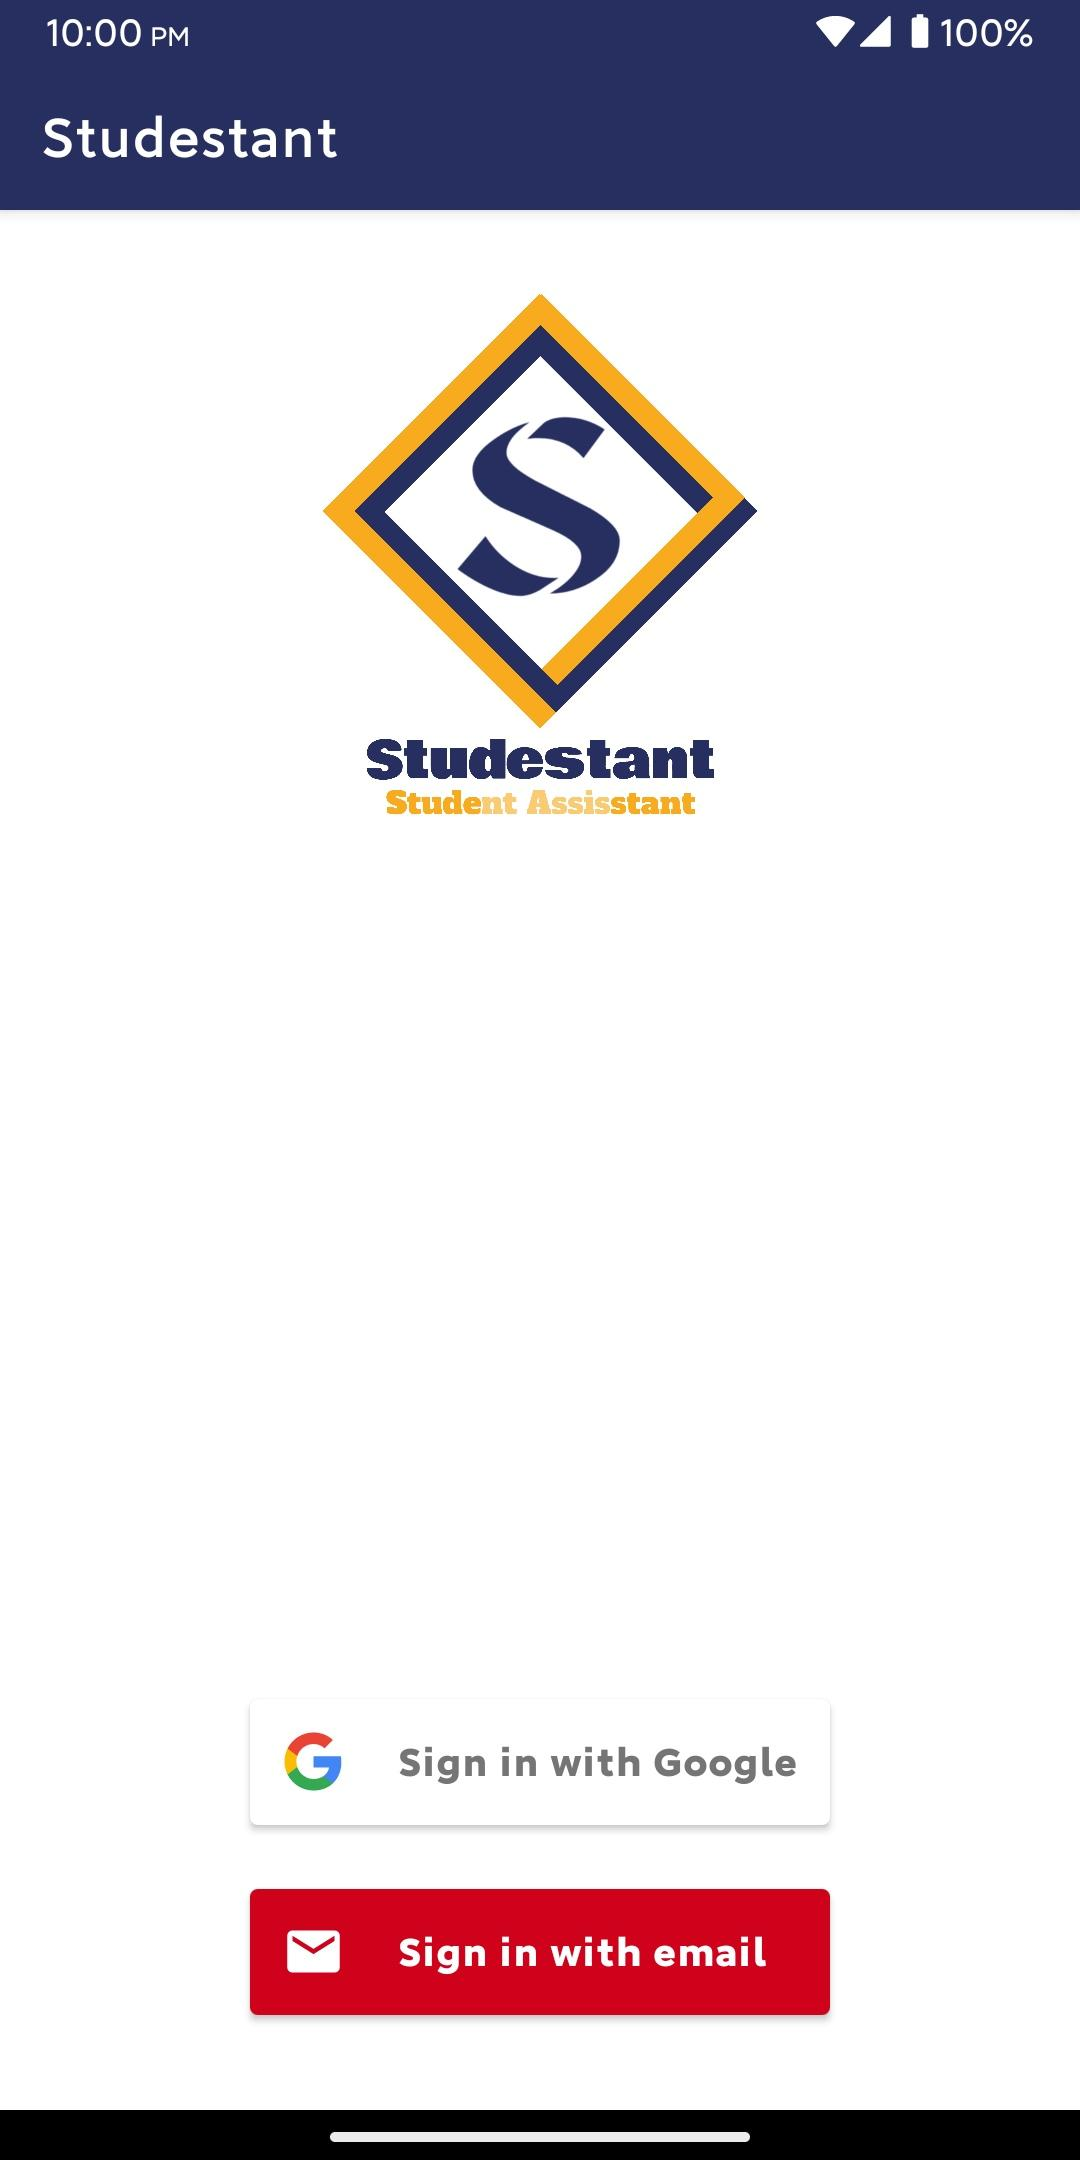 10:00 PM 100%
Studestant
S
Studestant
Student Assisstant
Sign in with Google
Sign in with email